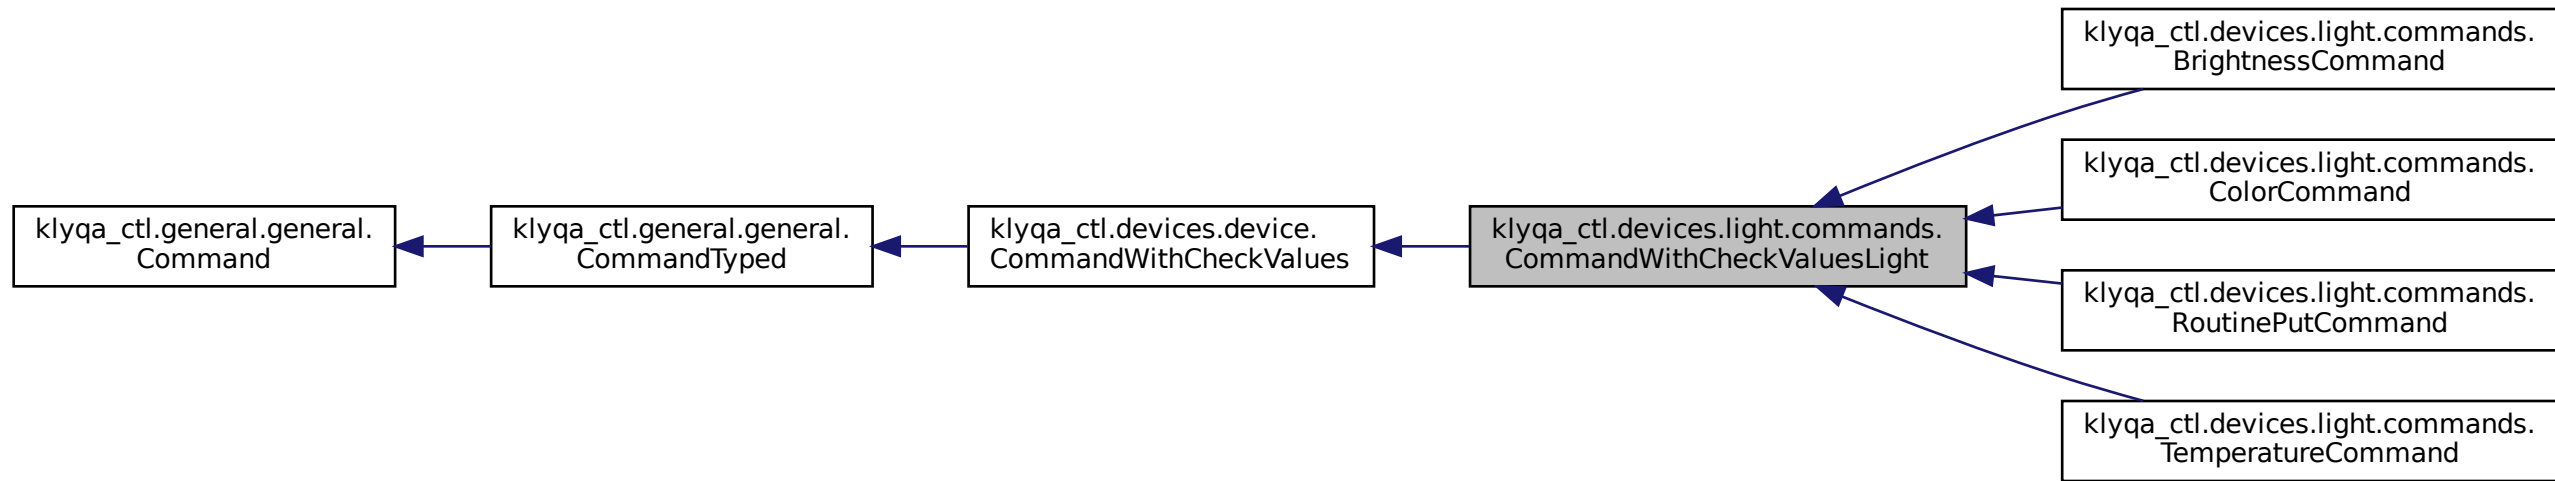 klyqa_ctl.general.general.
Command
klyqa_ctl.general.general.
CommandTyped
klyqa_ctl.devices.device.
CommandWithCheckValues
klyqa_ctl.devices.light.commands.
CommandWithCheckValuesLight
klyqa_ctl.devices.light.commands.
BrightnessCommand
klyqa_ctl.devices.light.commands.
ColorCommand
klyqa_ctl.devices.light.commands.
RoutinePutCommand
klyqa_ctl.devices.light.commands.
TemperatureCommand